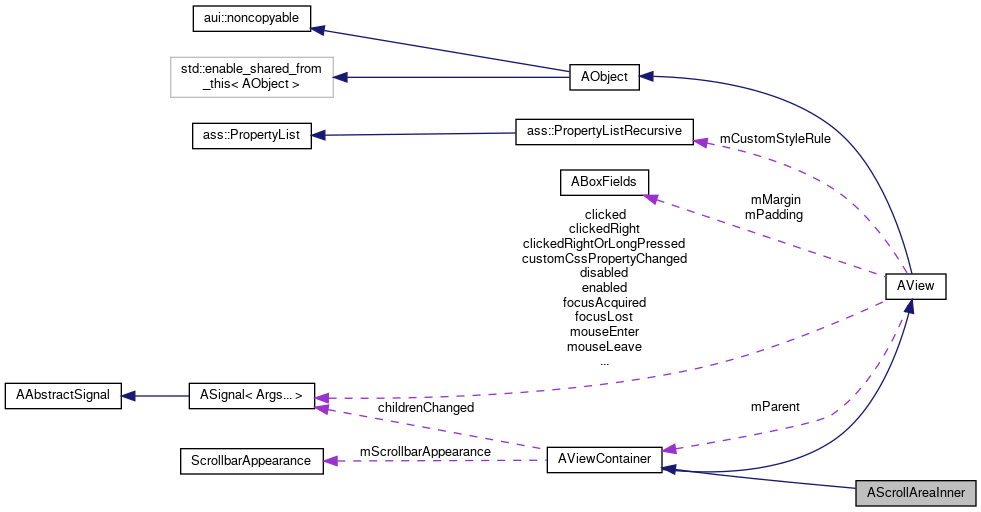 aui::noncopyable
std::enable_shared_from
_this< AObject >
AObject
ass::PropertyList
ass::PropertyListRecursive
mCustomStyleRule
ABoxFields
mMargin
mPadding
clicked
clickedRight
clickedRightOrLongPressed
customCssPropertyChanged
disabled
enabled
focusAcquired
focusLost
mouseEnter
mouseLeave
...
AView
AAbstractSignal
ASignal< Args... >
childrenChanged
mParent
ScrollbarAppearance
mScrollbarAppearance
AViewContainer
AScrollAreaInner